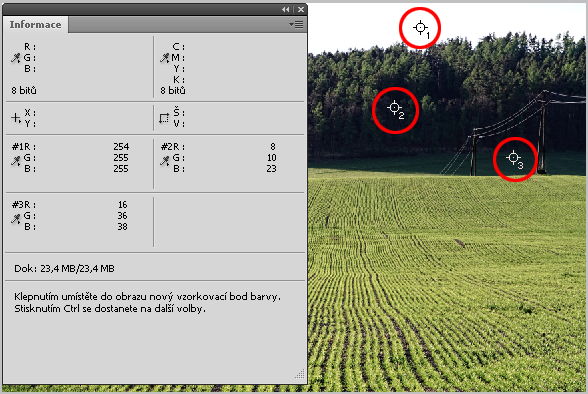 Informace
R :
G :
B :
8 bitů
C :
M :
Y :
K :
8 bitů
X :
Y :
Š :
V :
#1R : 254
G : 255
B : 255
#2R : 8
G : 10
B : 23
#3R : 16
G : 36
B : 38
Dok: 23,4 MB/23,4 MB
Klepnutím umístěte do obrazu nový vzorkovací bod barvy.
Stisknutím Ctrl se dostanete na další volby.
1
2
3